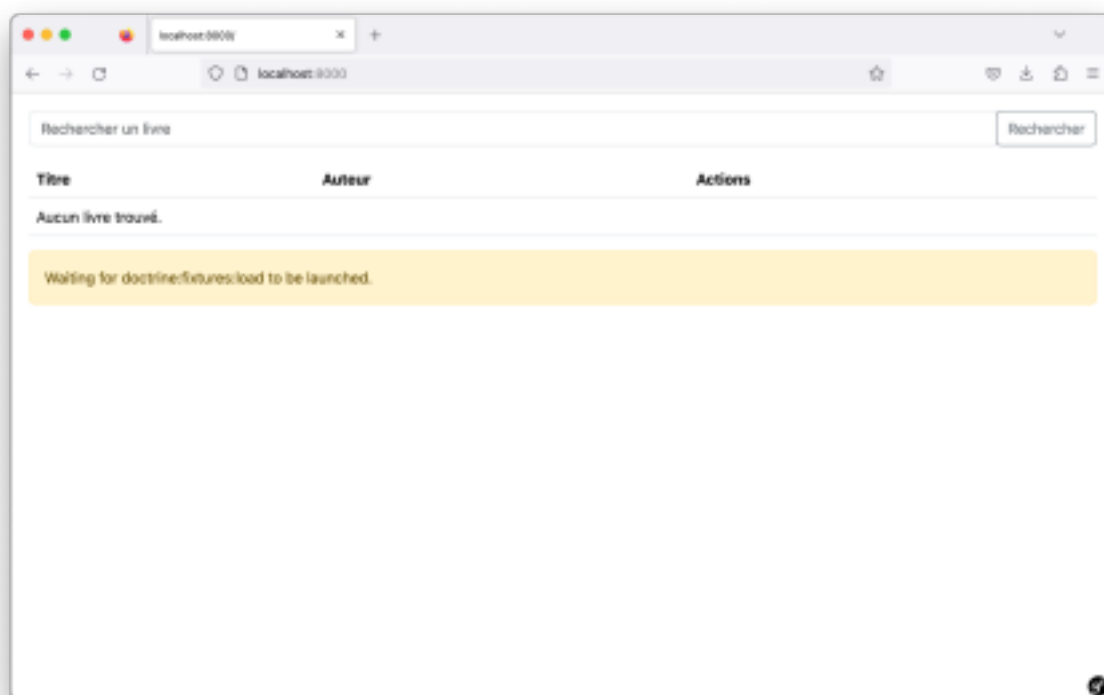 localhost:8000/
localhost:8000
Rechercher un livre
Rechercher
Titre Auteur Actions
Aucun livre trouvé.
Waiting for doctrine:fixtures:load to be launched.